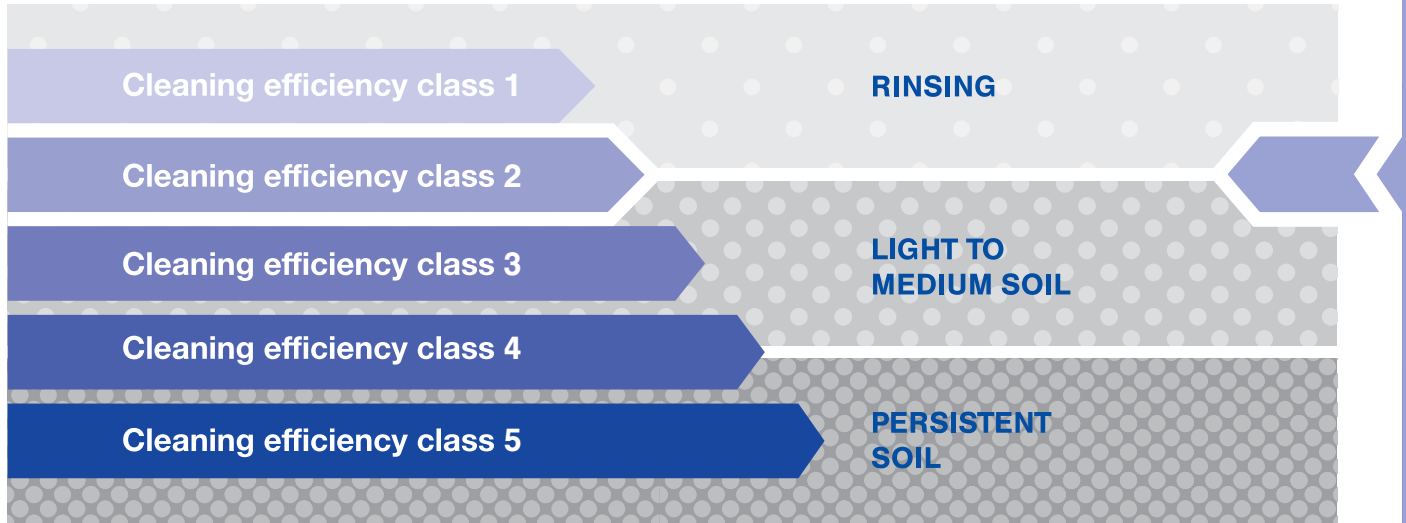 Cleaning efficiency class 1
RINSING
Cleaning efficiency class 2
Cleaning efficiency class 3
LIGHT TO
MEDIUM SOIL
Cleaning efficiency class 4
Cleaning efficiency class 5
PERSISTENT
SOIL